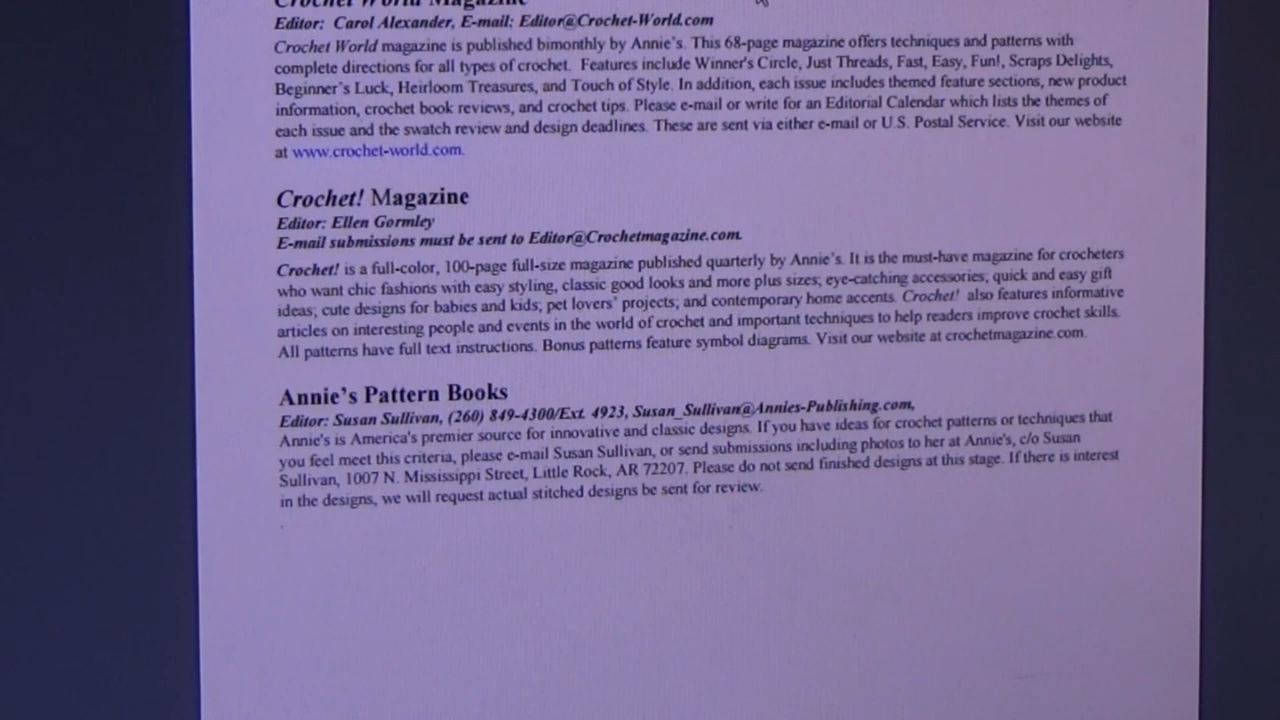 Crochet World Magazine
Editor: Carol Alexander, E-mail: Editor@Crochet-World.com
Crochet World magazine is published bimonthly by Annie's. This 68-page magazine offers techniques and patterns with
complete directions for all types of crochet. Features include Winner's Circle, Just Threads, Fast, Easy, Fun!, Scraps Delights,
Beginner's Luck, Heirloom Treasures, and Touch of Style. In addition, each issue includes themed feature sections, new product
information, crochet book reviews, and crochet tips. Please e-mail or write for an Editorial Calendar which lists the themes of
each issue and the swatch review and design deadlines. These are sent via either e-mail or U.S. Postal Service. Visit our website
at www.crochet-world.com.
Crochet! Magazine
Editor: Ellen Gormley
E-mail submissions must be sent to Editor@Crochetmagazine.com.
Crochet! is a full-color, 100-page full-size magazine published quarterly by Annie's. It is the must-have magazine for crocheters
who want chic fashions with easy styling, classic good looks and more plus sizes; eye-catching accessories; quick and easy gift
ideas; cute designs for babies and kids; pet lovers' projects; and contemporary home accents. Crochet! also features informative
articles on interesting people and events in the world of crochet and important techniques to help readers improve crochet skills.
All patterns have full text instructions. Bonus patterns feature symbol diagrams. Visit our website at crochetmagazine.com.
Annie's Pattern Books
Editor: Susan Sullivan, (260) 849-4300/Ext. 4923, Susan_Sullivan@Annies-Publishing.com,
Annie's is America's premier source for innovative and classic designs. If you have ideas for crochet patterns or techniques that
you feel meet this criteria, please e-mail Susan Sullivan, or send submissions including photos to her at Annie's, c/o Susan
Sullivan, 1007 N. Mississippi Street, Little Rock, AR 72207. Please do not send finished designs at this stage. If there is interest
in the designs, we will request actual stitched designs be sent for review.
.